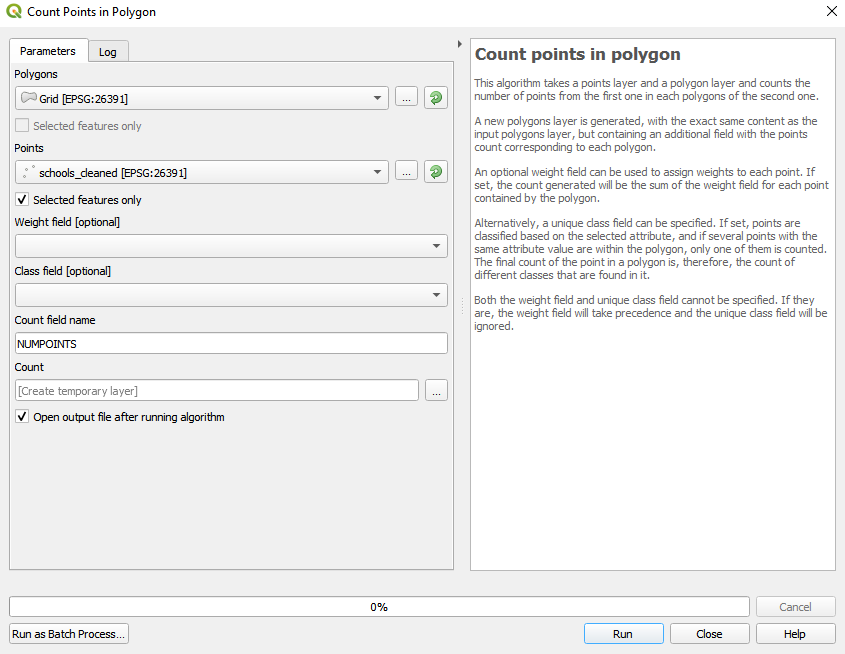 Count Points in Polygon
Parameters
Log
Polygons
Grid [EPSG:26391]
...
Selected features only
Points
schools_cleaned [EPSG:26391]
...
Selected features only
Weight field [optional]
Class field [optional]
Count field name
NUMPOINTS
Count
[Create temporary layer]
...
Open output file after running algorithm
Count points in polygon
This algorithm takes a points layer and a polygon layer and counts the
number of points from the first one in each polygons of the second one.
A new polygons layer is generated, with the exact same content as the
input polygons layer, but containing an additional field with the points
count corresponding to each polygon.
An optional weight field can be used to assign weights to each point. If
set, the count generated will be the sum of the weight field for each point
contained by the polygon.
Alternatively, a unique class field can be specified. If set, points are
classified based on the selected attribute, and if several points with the
same attribute value are within the polygon, only one of them is counted.
The final count of the point in a polygon is, therefore, the count of
different classes that are found in it.
Both the weight field and unique class field cannot be specified. If they
are, the weight field will take precedence and the unique class field will be
ignored.
0%
Cancel
Run as Batch Process...
Run
Close
Help